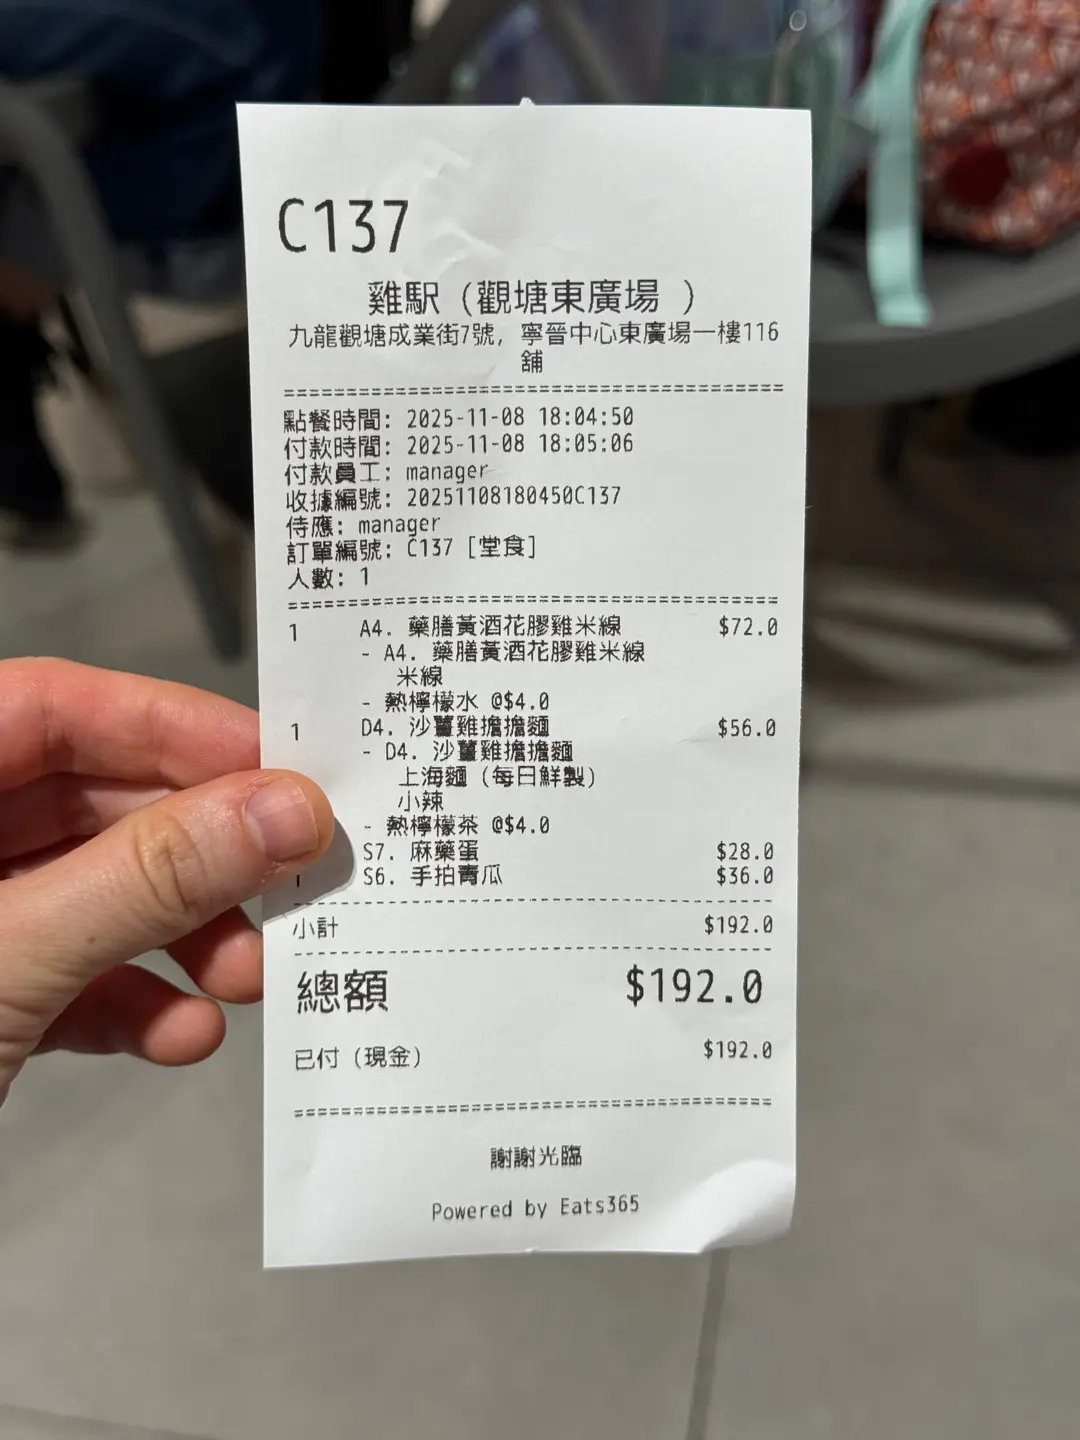 C137
雞駅 (觀塘東廣場 )
九龍觀塘成業街7號, 寧晉中心東廣場一樓116
舖
========================================
點餐時間: 2025-11-08 18:04:50
付款時間: 2025-11-08 18:05:06
付款員工: manager
收據編號: 20251108180450C137
侍應: manager
訂單編號: C137 [堂食]
人數: 1
========================================
1 A4. 藥膳黃酒花膠雞米線 $72.0
- A4. 藥膳黃酒花膠雞米線
米線
- 熱檸檬水 @$4.0
1 D4. 沙薑雞擔擔麵 $56.0
- D4. 沙薑雞擔擔麵
上海麵 (每日鮮製)
小辣
- 熱檸檬茶 @$4.0
S7. 麻藥蛋 $28.0
1 S6. 手拍青瓜 $36.0
小計 $192.0
總額 $192.0
已付 (現金) $192.0
========================================
謝謝光臨
Powered by Eats365